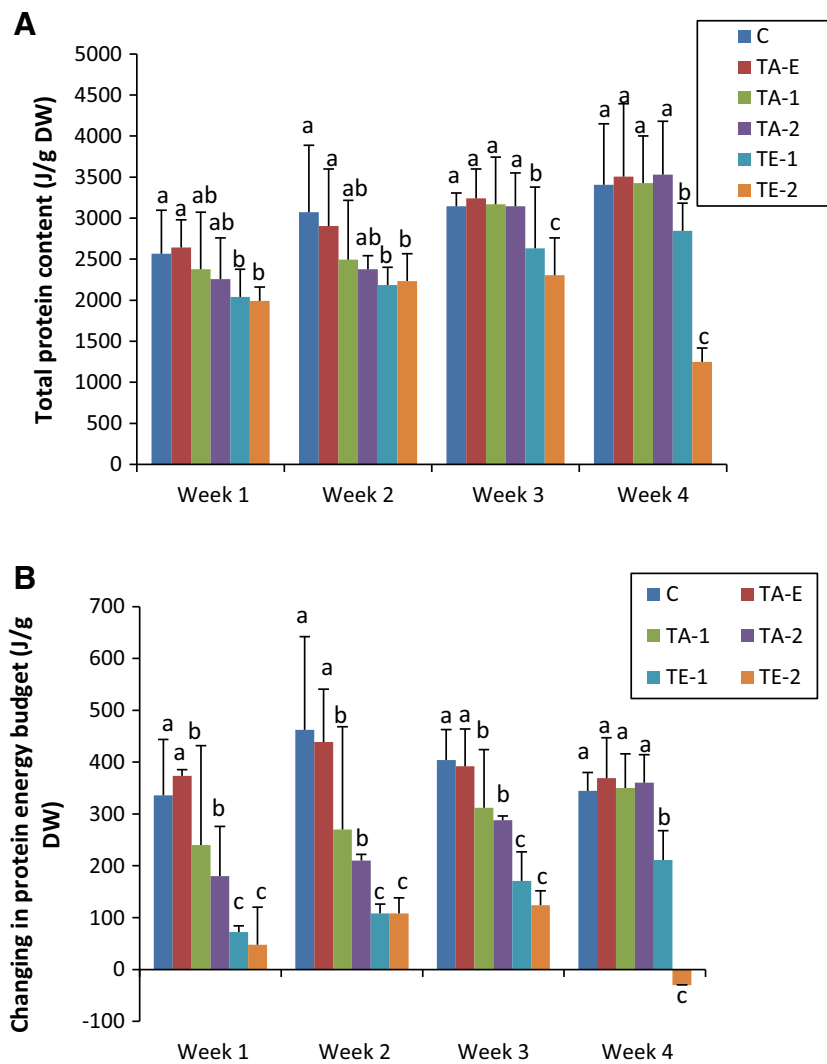 A
Total protein content (J/g DW)
5000
4500
4000
3500
3000
2500
2000
1500
1000
500
0
C
TA-E
TA-1
TA-2
TE-1
TE-2
a a ab ab b b
a a ab ab b b
a a a a b c
a a a a b c
Week 1 Week 2 Week 3 Week 4
B
Changing in protein energy budget (J/g
DW)
700
600
500
400
300
200
100
0
-100
C TA-E
TA-1 TA-2
TE-1 TE-2
a a b b c c
a a b b c c
a a b b c c
a a a a b c
Week 1 Week 2 Week 3 Week 4